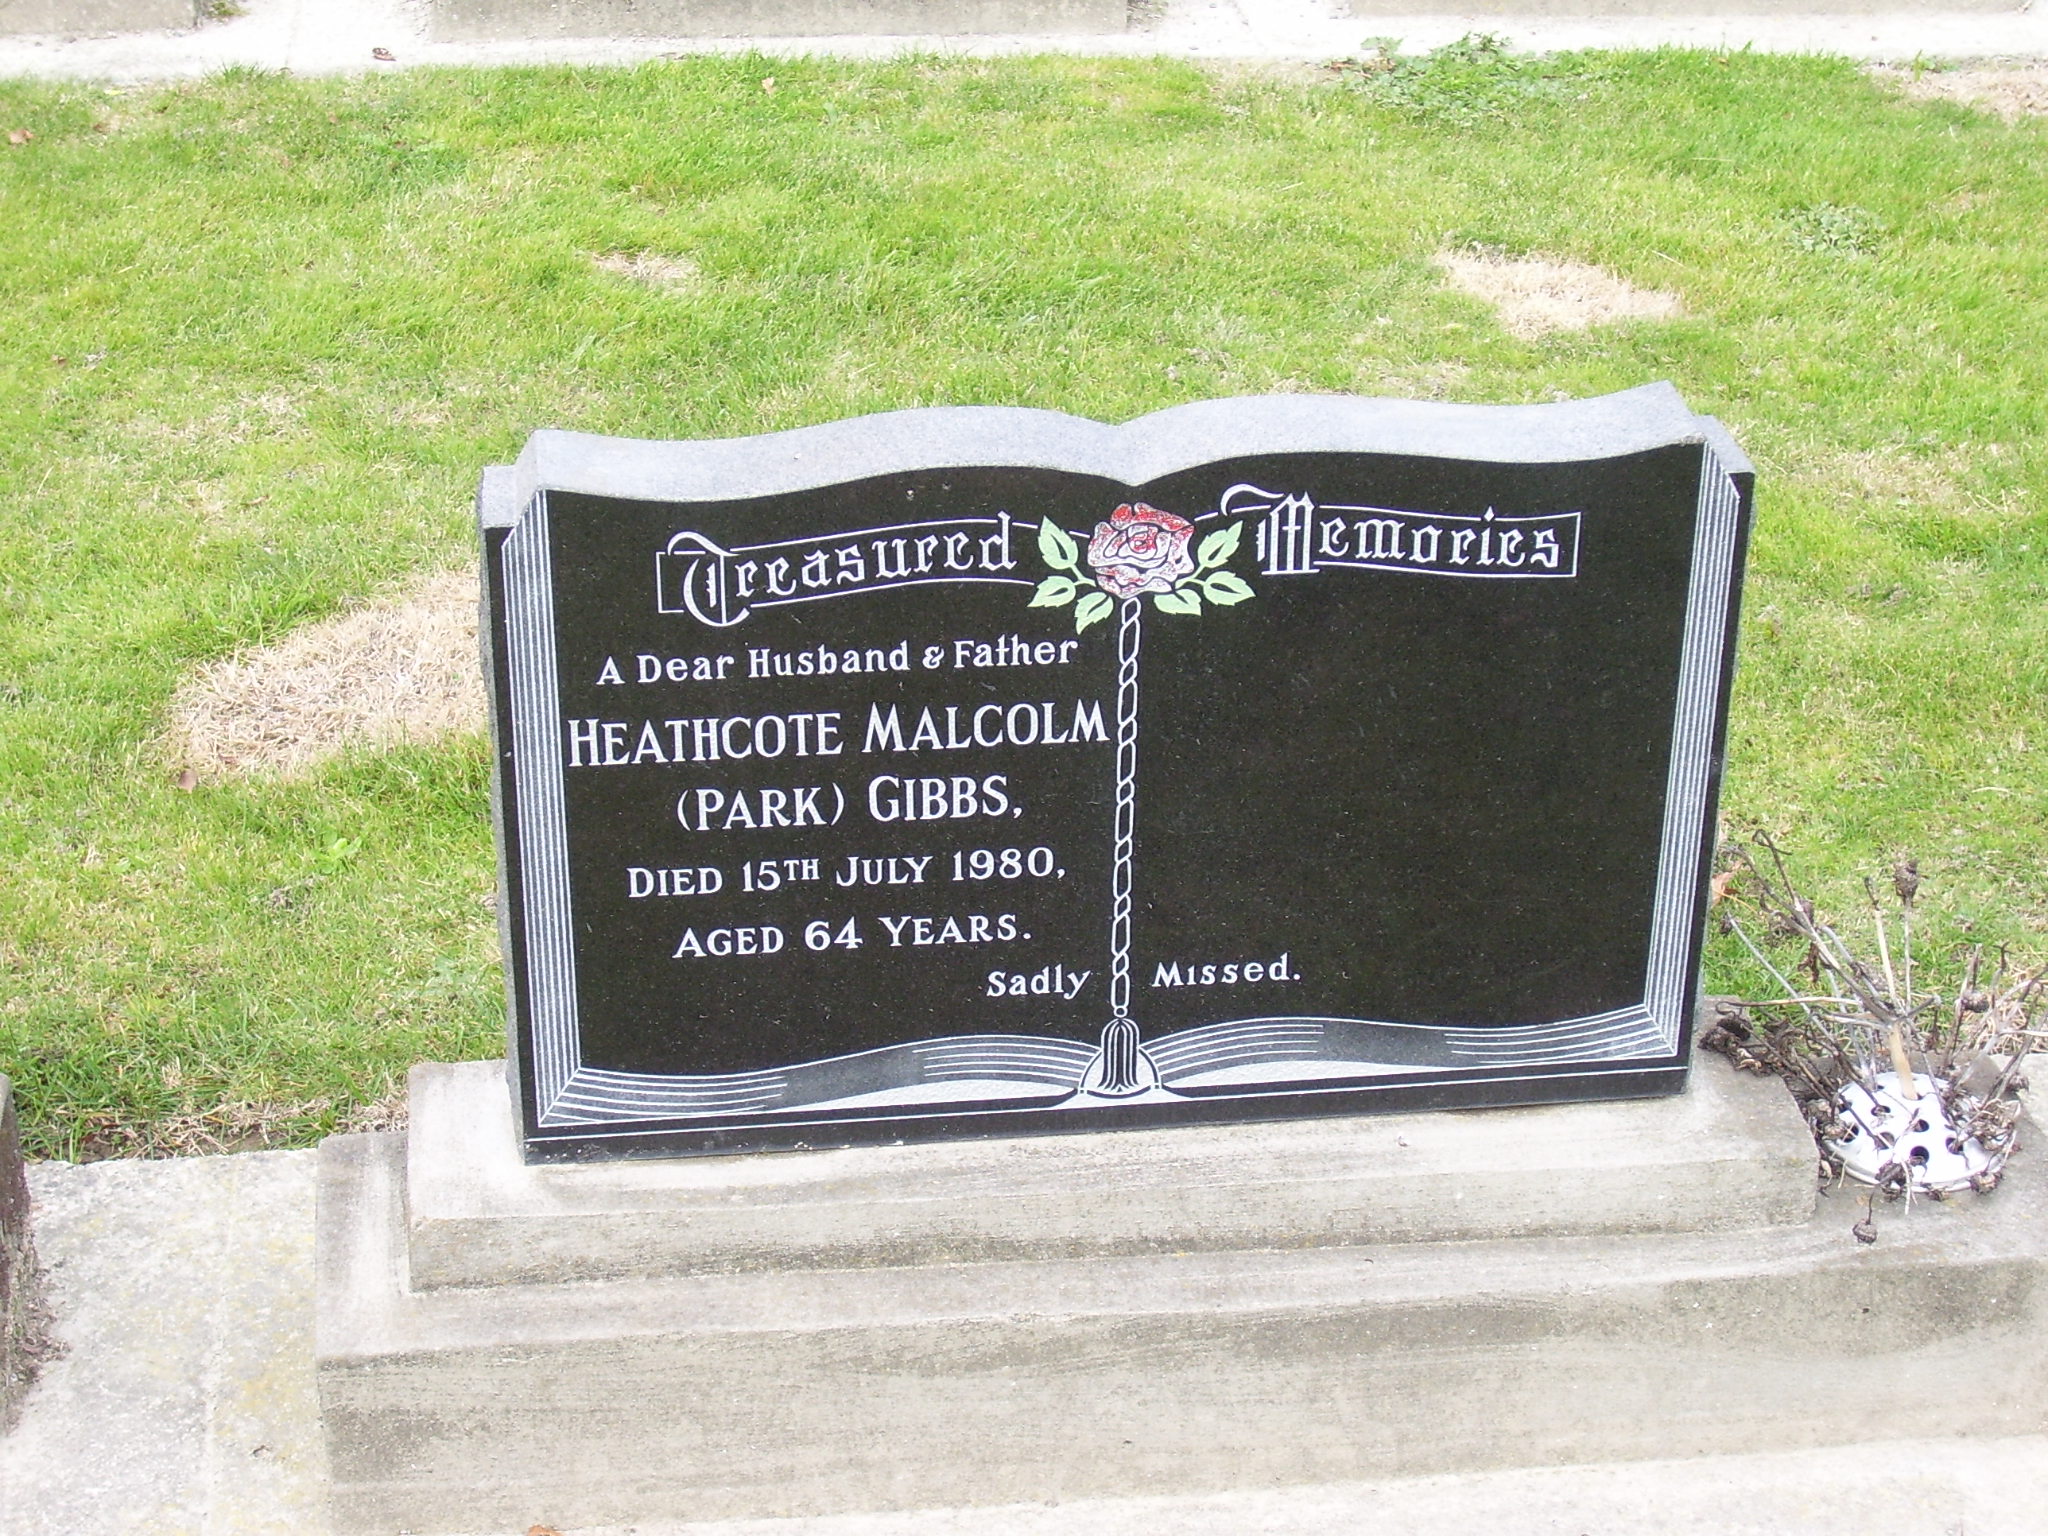 Treasured Memories
A Dear Husband & Father
HEATHCOTE MALCOLM
(PARK) GIBBS,
DIED 15TH JULY 1980,
AGED 64 YEARS.
Sadly Missed.